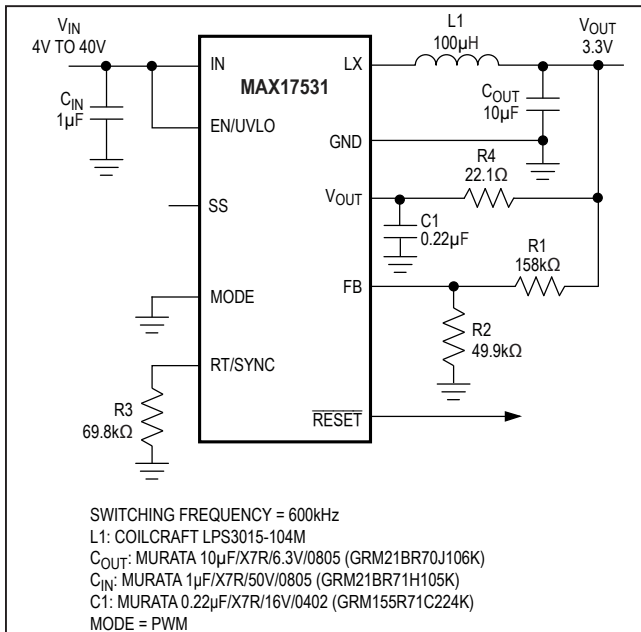 VIN
4V TO 40V
CIN
1µF
IN
EN/UVLO
SS
MODE
RT/SYNC
R3
69.8kΩ
MAX17531
LX
GND
VOUT
FB
RESET
L1
100µH
VOUT
3.3V
COUT
10µF
R4
22.1Ω
C1
0.22µF
R1
158kΩ
R2
49.9kΩ
SWITCHING FREQUENCY = 600kHz
L1: COILCRAFT LPS3015-104M
COUT: MURATA 10µF/X7R/6.3V/0805 (GRM21BR70J106K)
CIN: MURATA 1µF/X7R/50V/0805 (GRM21BR71H105K)
C1: MURATA 0.22µF/X7R/16V/0402 (GRM155R71C224K)
MODE = PWM